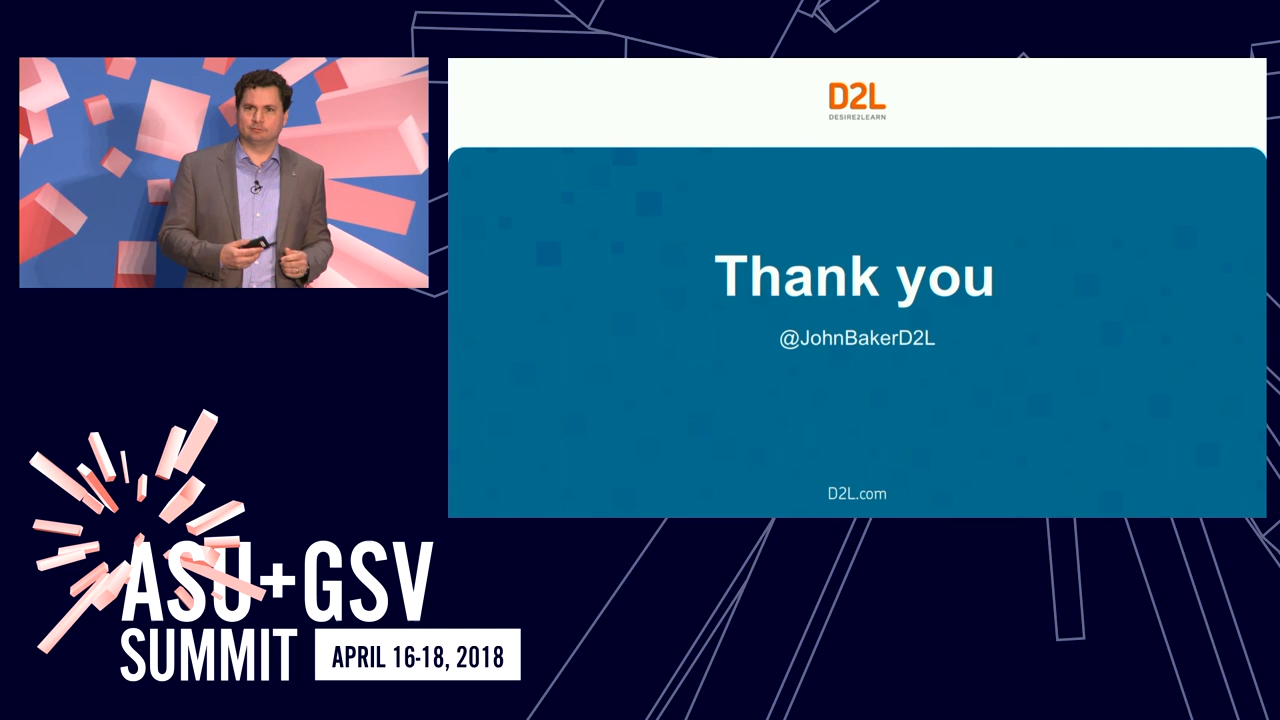 D2L
DESIRE2LEARN
Thank you
@JohnBakerD2L
D2L.com
ASU+GSV
SUMMIT
APRIL 16-18, 2018